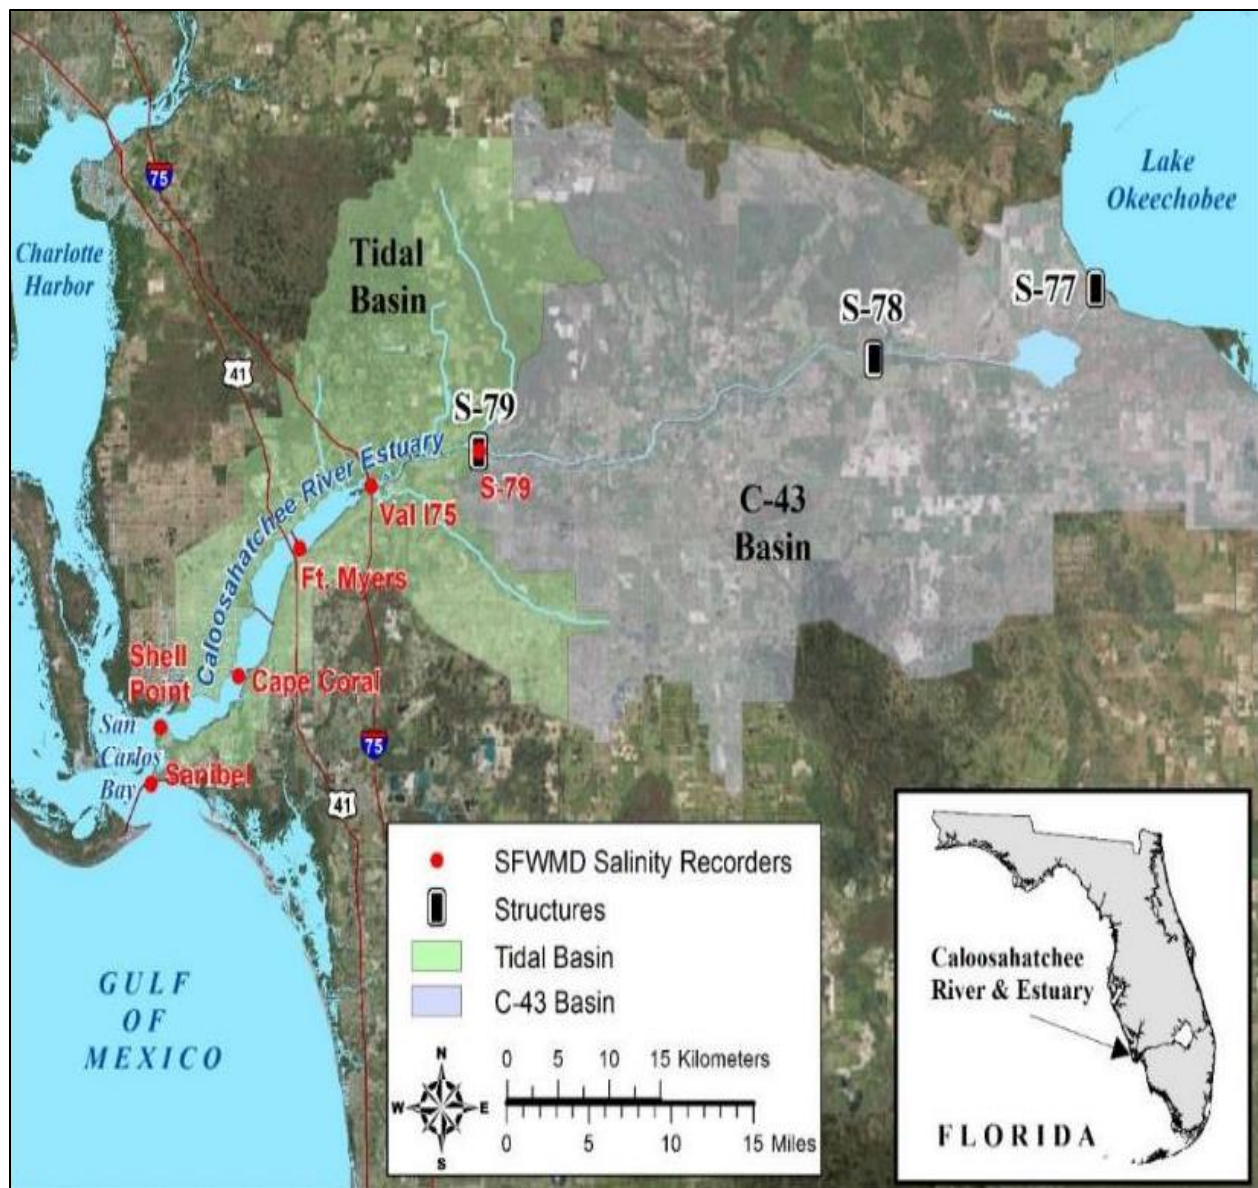 75
Lake
Okeechobee
Charlotte
Harbor
Tidal
Basin
S-77
S-78
41
S-79
S-79
Caloosahatchee River Estuary
Val I75
C-43
Basin
Ft. Myers
Shell
Point
Cape Coral
San
Carlos
Bay
Sanibel
75
41
GULF
OF
MEXICO
SFWMD Salinity Recorders
Structures
Tidal Basin
C-43 Basin
N
W E
S
0 5 10 15 Kilometers
0 5 10 15 Miles
Caloosahatchee
River & Estuary
FLORIDA